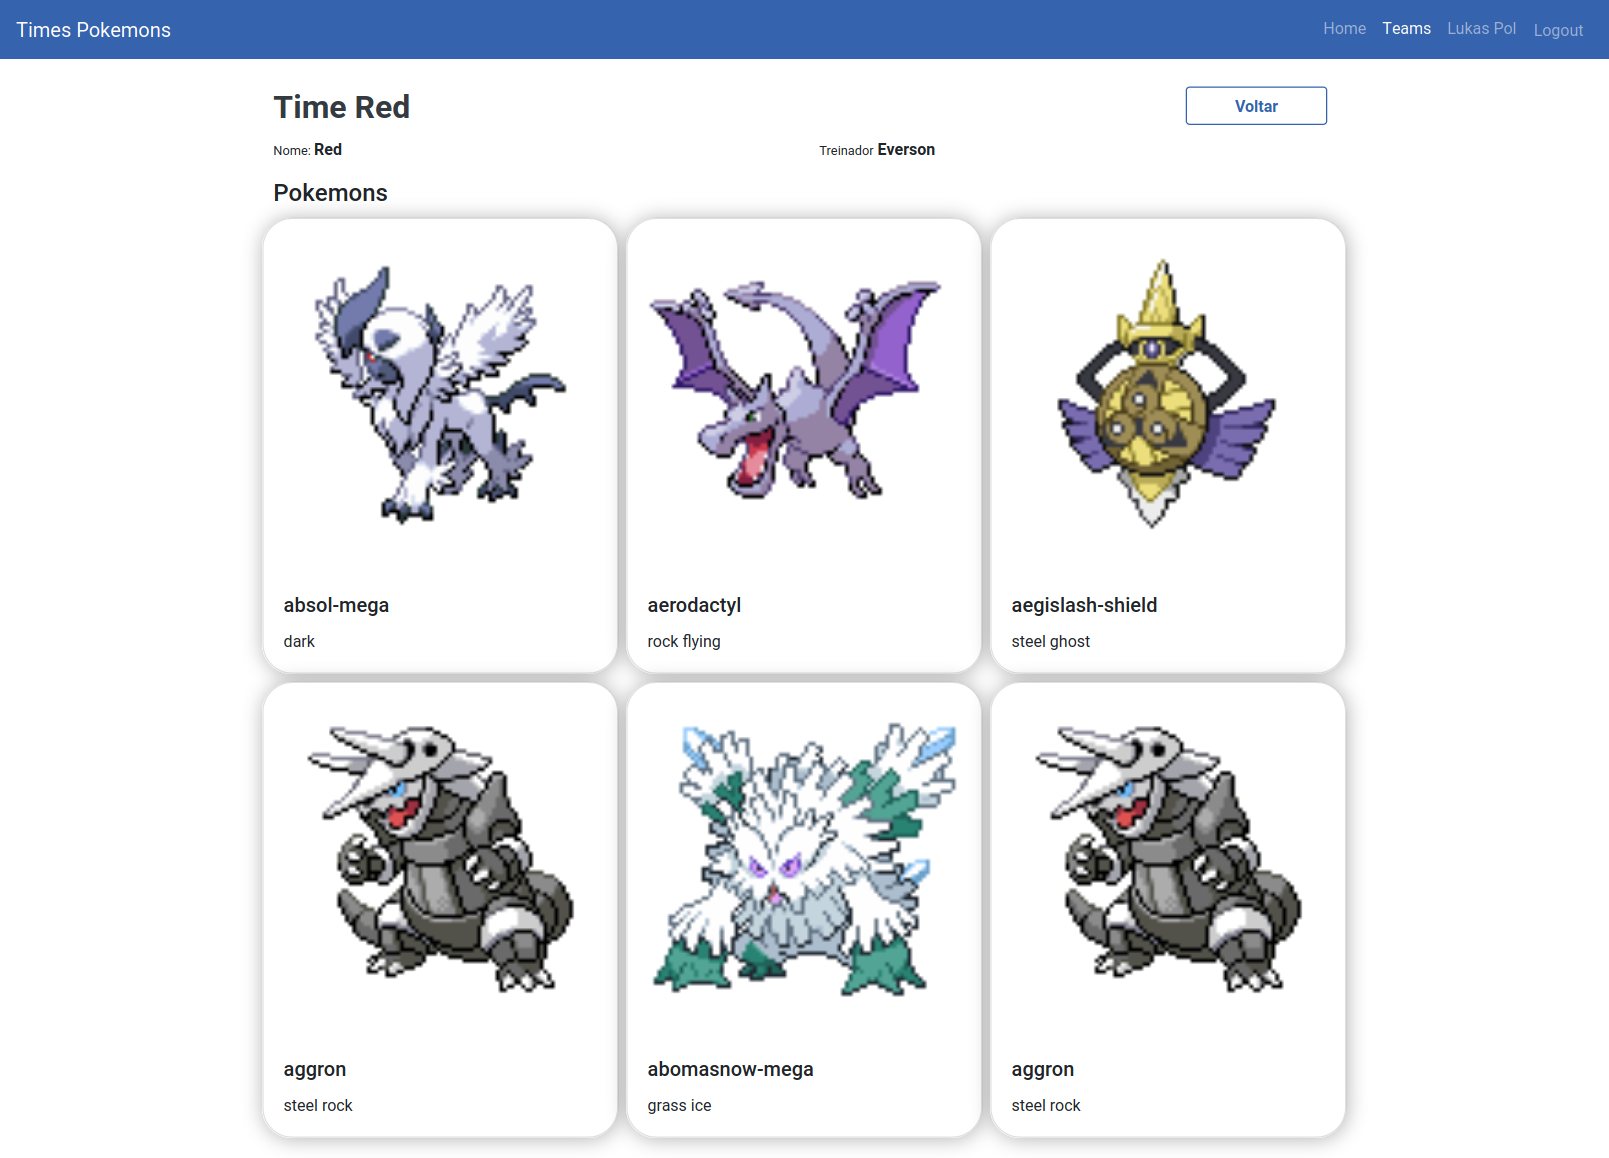 Times Pokemons Home Teams Lukas Pol Logout
Time Red Voltar
Nome: Red Treinador Everson
Pokemons
absol-mega aerodactyl aegislash-shield
dark rock flying steel ghost
aggron abomasnow-mega aggron
steel rock grass ice steel rock